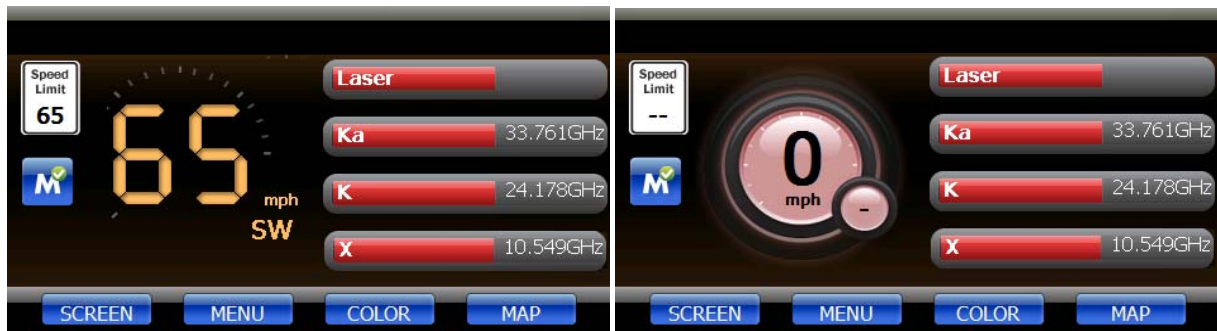 Speed
Limit
65
M
65
mph
SW
Laser
Ka 33.761GHz
K 24.178GHz
X 10.549GHz
SCREEN MENU COLOR MAP
Speed
Limit
--
M
0
mph
-
Laser
Ka 33.761GHz
K 24.178GHz
X 10.549GHz
SCREEN MENU COLOR MAP